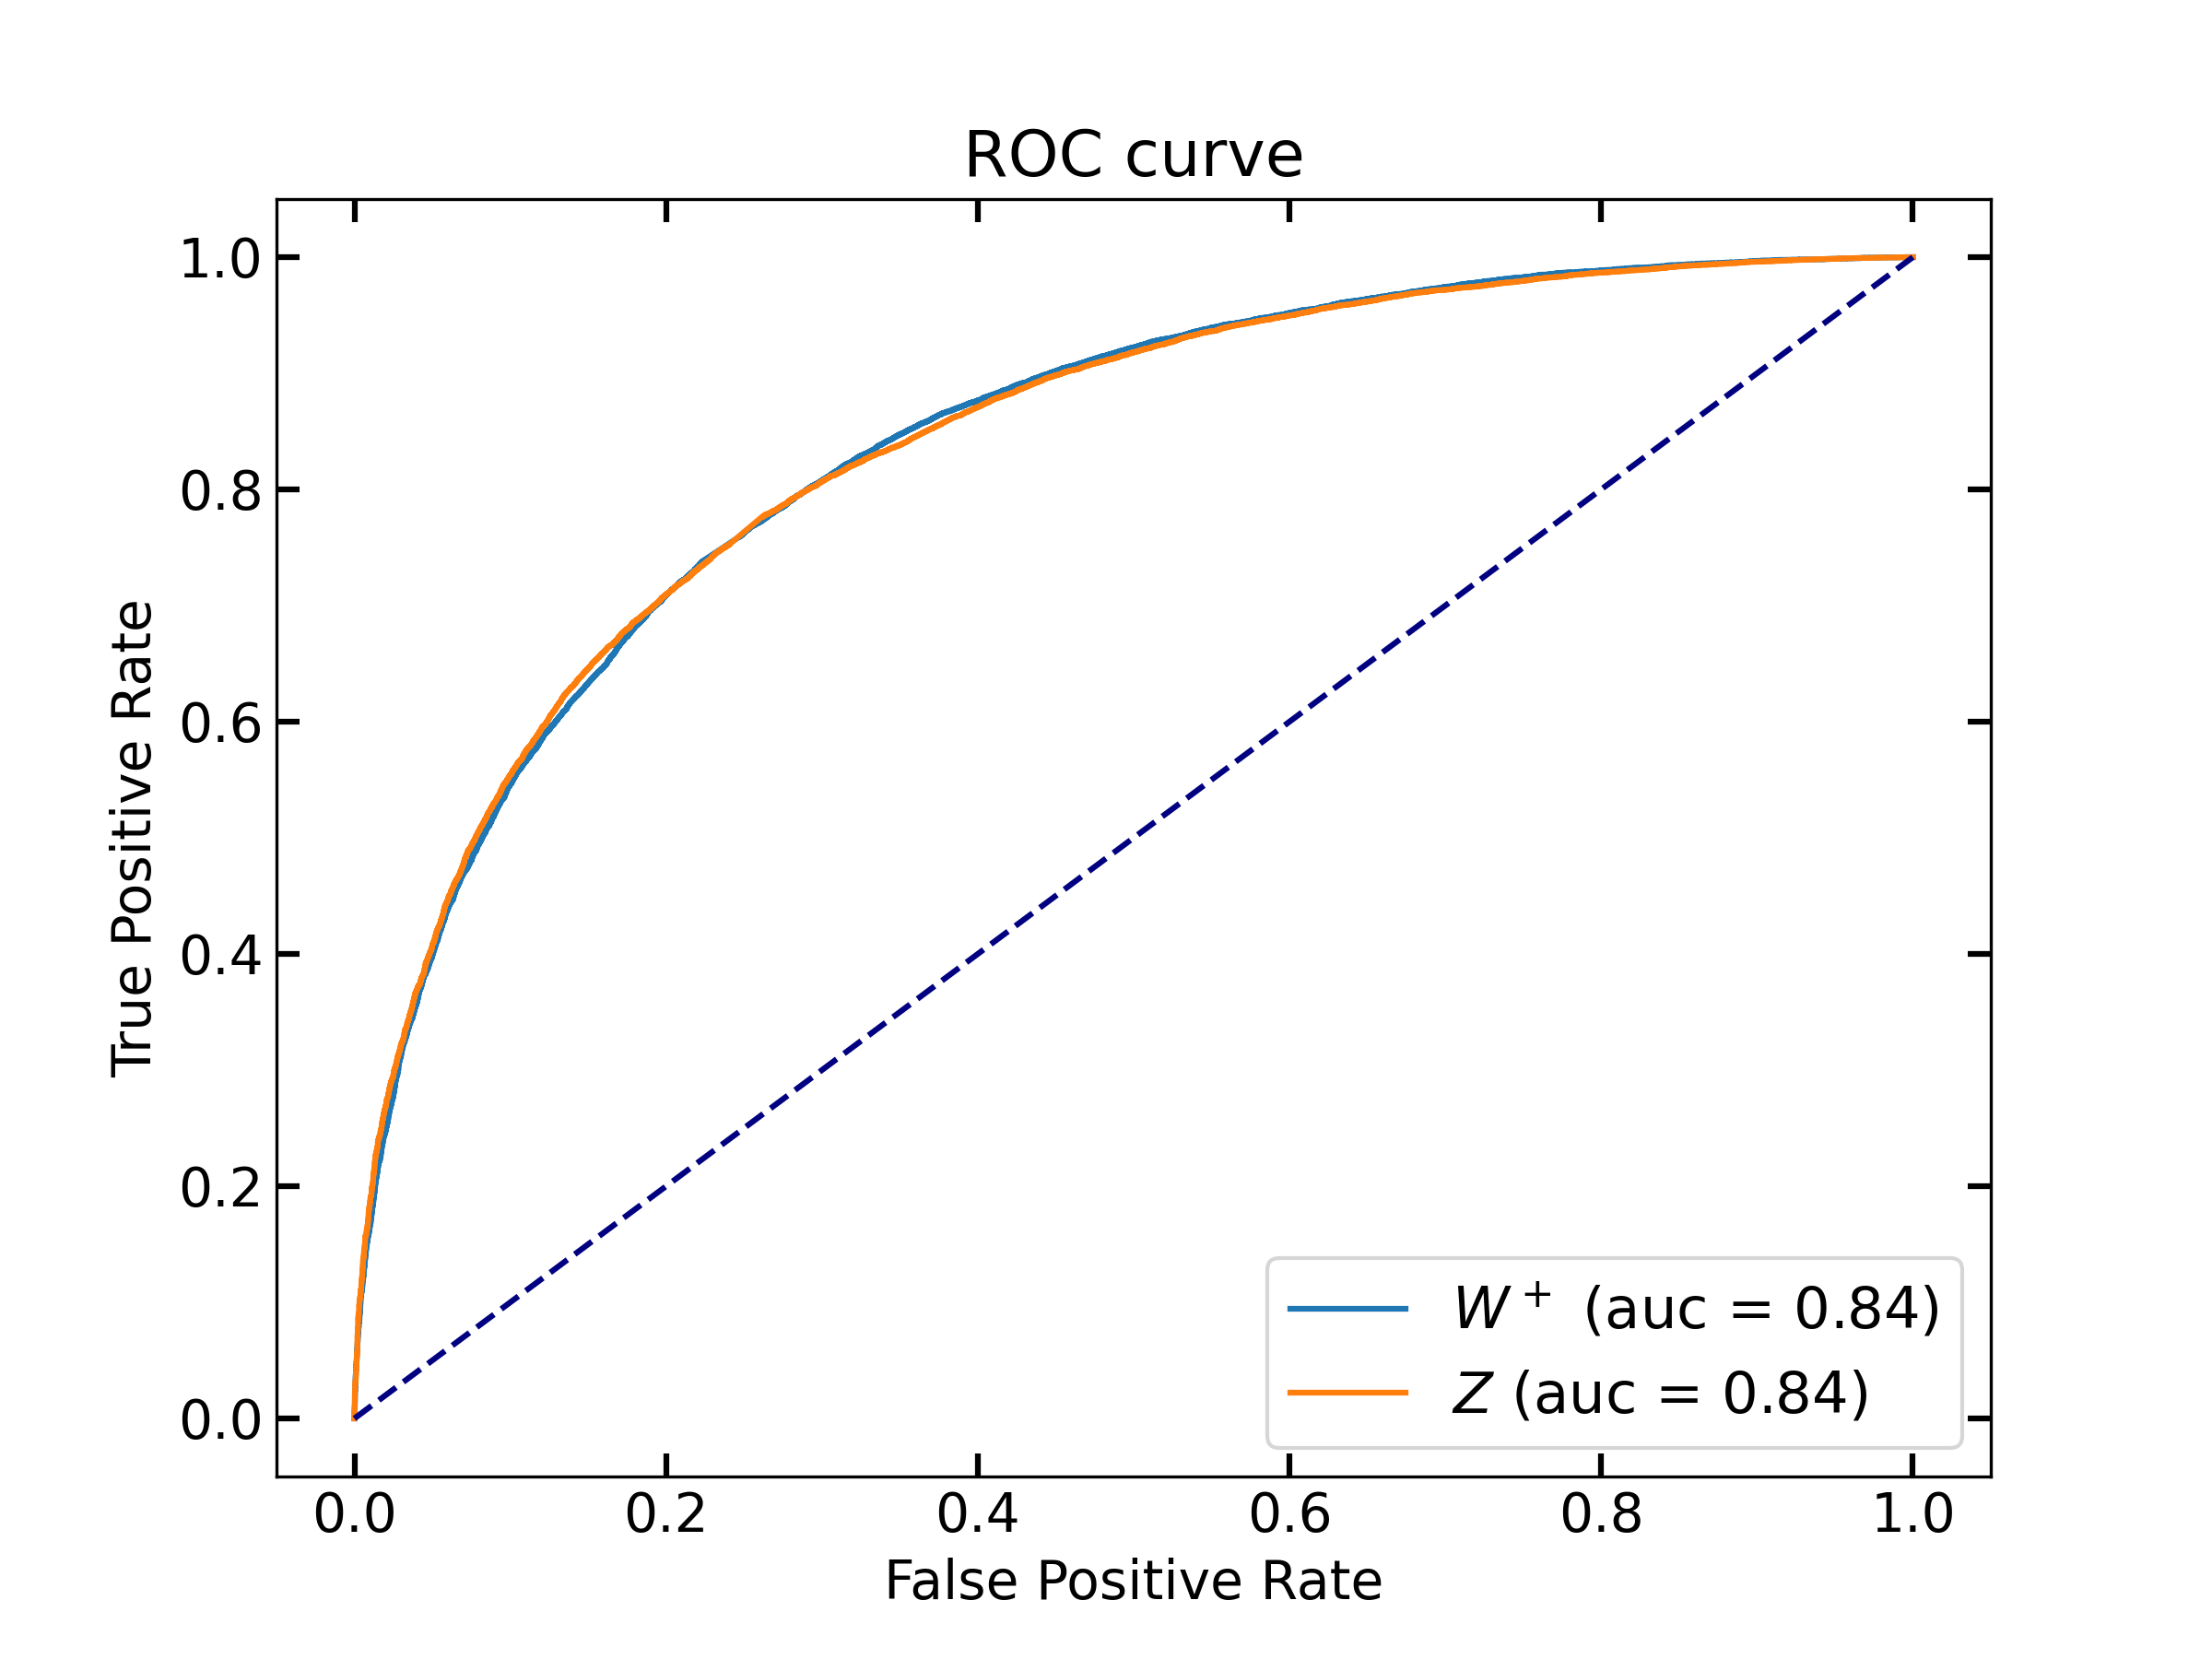 ROC curve
1.0
0.8
0.6
0.4
0.2
0.0
True Positive Rate
0.0 0.2 0.4 0.6 0.8 1.0
False Positive Rate
W⁺ (auc = 0.84)
Z (auc = 0.84)